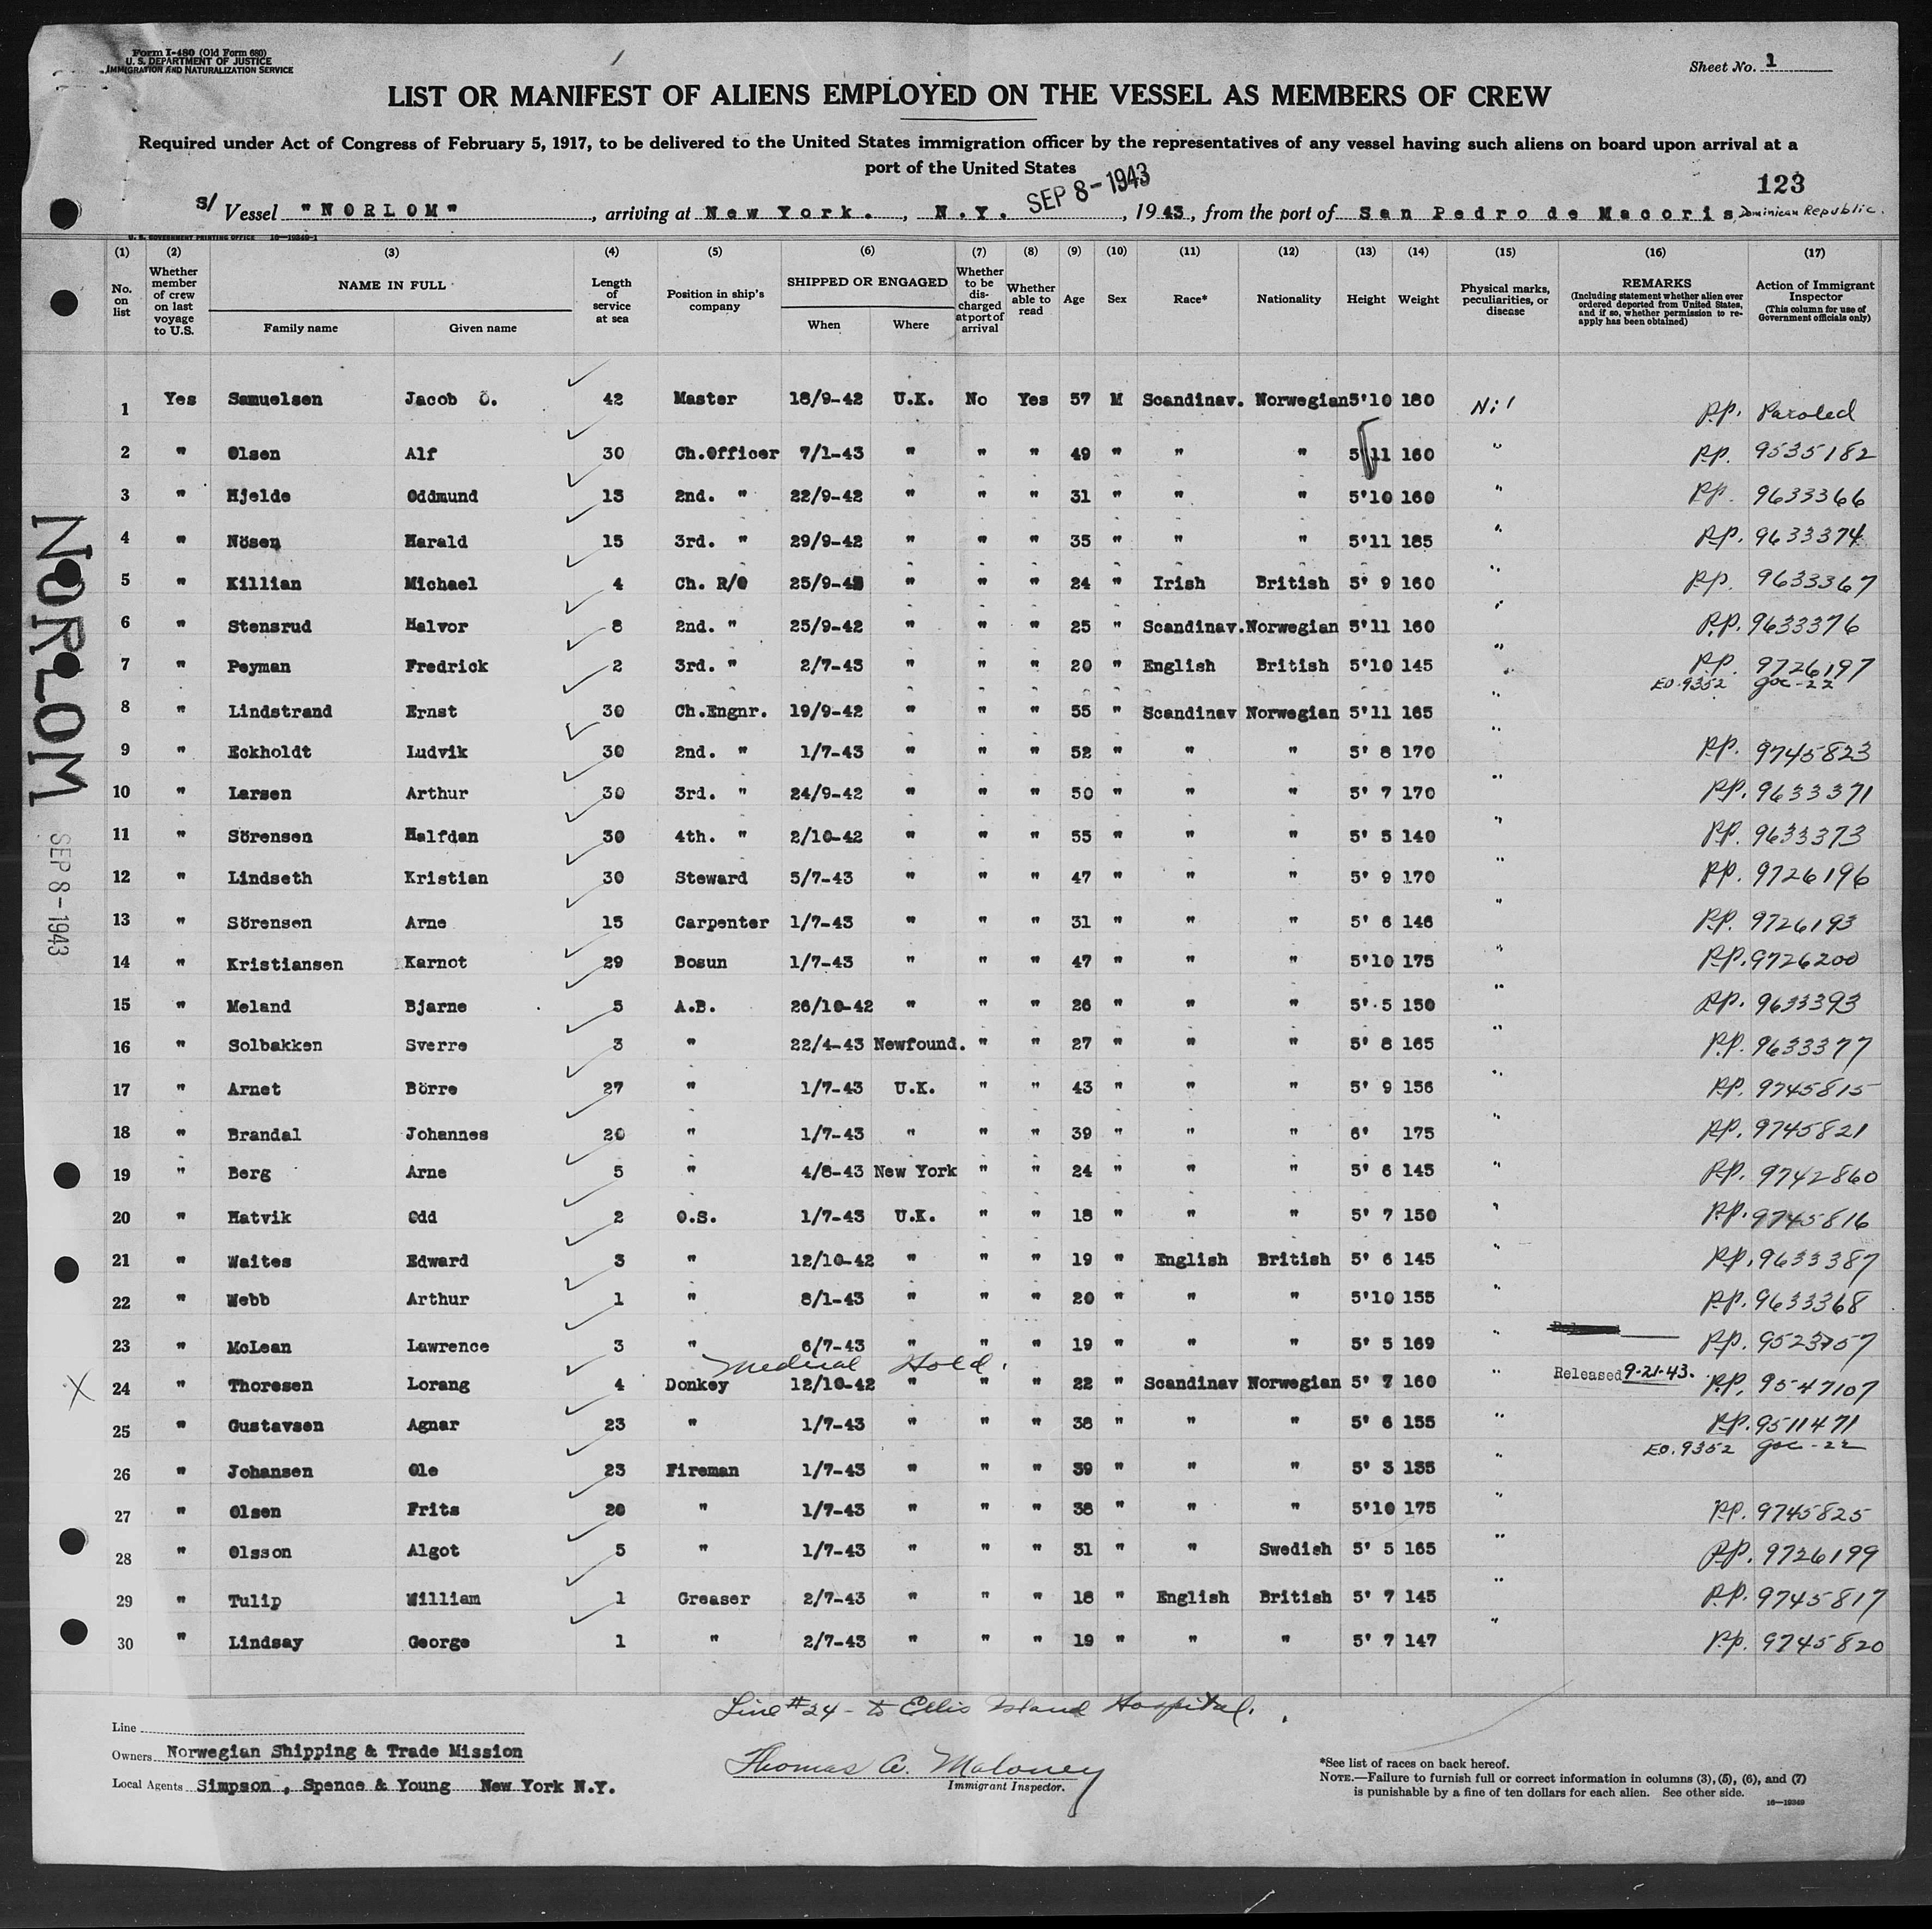 Form I-480 (Old Form 680)
U. S. DEPARTMENT OF JUSTICE
IMMIGRATION AND NATURALIZATION SERVICE
Sheet No. 1
LIST OR MANIFEST OF ALIENS EMPLOYED ON THE VESSEL AS MEMBERS OF CREW
Required under Act of Congress of February 5, 1917, to be delivered to the United States immigration officer by the representatives of any vessel having such aliens on board upon arrival at a
port of the United States
SEP 8-1943
123
S/ Vessel "NORLOM", arriving at New York., N.Y., 1943, from the port of San Pedro de Macoris, Dominican Republic.
U. S. GOVERNMENT PRINTING OFFICE 16-19349-1
(1) (2) (3) (4) (5) (6) (7) (8) (9) (10) (11) (12) (13) (14) (15) (16) (17)
No. on list
Whether member of crew on last voyage to U.S.
NAME IN FULL
Family name Given name
Length of service at sea
Position in ship's company
SHIPPED OR ENGAGED
When Where
Whether to be discharged at port of arrival
Whether able to read
Age
Sex
Race*
Nationality
Height
Weight
Physical marks, peculiarities, or disease
REMARKS
(Including statement whether alien ever ordered deported from United States, and if so, whether permission to re-apply has been obtained)
Action of Immigrant Inspector
(This column for use of Government officials only)
1 Yes Samuelsen Jacob O. 42 Master 18/9-42 U.K. No Yes 57 M Scandinav. Norwegian 5'10 180 Nil P.P. Paroled
2 " Olsen Alf 30 Ch.Officer 7/1-43 " " " 49 " " " 5'11 160 " P.P. 9535182
3 " Hjelde Oddmund 13 2nd. " 22/9-42 " " " 31 " " " 5'10 160 " P.P. 9633366
4 " Nösen Harald 15 3rd. " 29/9-42 " " " 35 " " " 5'11 185 " P.P. 9633374
5 " Killian Michael 4 Ch. R/O 25/9-42 " " " 24 " Irish British 5' 9 160 " P.P. 9633367
6 " Stensrud Halvor 8 2nd. " 25/9-42 " " " 25 " Scandinav. Norwegian 5'11 160 " P.P. 9633376
7 " Peyman Fredrick 2 3rd. " 2/7-43 " " " 20 " English British 5'10 145 " P.P. 9726197
EO.9352 goc-22
8 " Lindstrand Ernst 30 Ch.Engnr. 19/9-42 " " " 55 " Scandinav Norwegian 5'11 165 "
9 " Eckholdt Ludvik 30 2nd. " 1/7-43 " " " 52 " " " 5' 8 170 " P.P. 9745823
10 " Larsen Arthur 30 3rd. " 24/9-42 " " " 50 " " " 5' 7 170 " P.P. 9633371
11 " Sörensen Halfdan 30 4th. " 2/10-42 " " " 55 " " " 5' 5 140 " P.P. 9633373
12 " Lindseth Kristian 30 Steward 5/7-43 " " " 47 " " " 5' 9 170 " P.P. 9726196
13 " Sörensen Arne 15 Carpenter 1/7-43 " " " 31 " " " 5' 6 146 " P.P. 9726193
14 " Kristiansen Karnot 29 Bosun 1/7-43 " " " 47 " " " 5'10 175 " P.P. 9726200
15 " Meland Bjarne 5 A.B. 26/10-42 " " " 26 " " " 5' 5 150 " P.P. 9633393
16 " Solbakken Sverre 3 " 22/4-43 Newfound. " " 27 " " " 5' 8 165 " P.P. 9633377
17 " Arnet Börre 27 " 1/7-43 U.K. " " 43 " " " 5' 9 156 " P.P. 9745815
18 " Brandal Johannes 20 " 1/7-43 " " " 39 " " " 6' 175 " P.P. 9745821
19 " Berg Arne 5 " 4/8-43 New York " " 24 " " " 5' 6 145 " P.P. 9742860
20 " Hatvik Odd 2 O.S. 1/7-43 U.K. " " 18 " " " 5' 7 150 " P.P. 9745816
21 " Waites Edward 3 " 12/10-42 " " " 19 " English British 5' 6 145 " P.P. 9633387
22 " Webb Arthur 1 " 8/1-43 " " " 20 " " " 5'10 155 " P.P. 9633368
23 " McLean Lawrence 3 " 6/7-43 " " " 19 " " " 5' 5 169 " P.P. 9523757
Medical Hold.
24 " Thoresen Lorang 4 Donkey 12/10-42 " " " 22 " Scandinav Norwegian 5' 7 160 " Released 9-21-43. P.P. 9547107
25 " Gustavsen Agnar 23 " 1/7-43 " " " 38 " " " 5' 6 155 " P.P. 9511471
EO.9352 goc-22
26 " Johansen Ole 23 Fireman 1/7-43 " " " 39 " " " 5' 3 135 "
27 " Olsen Frits 20 " 1/7-43 " " " 38 " " " 5'10 175 " P.P. 9745825
28 " Olsson Algot 5 " 1/7-43 " " " 31 " " Swedish 5' 5 165 " P.P. 9726199
29 " Tulip William 1 Greaser 2/7-43 " " " 18 " English British 5' 7 145 " P.P. 9745817
30 " Lindsay George 1 " 2/7-43 " " " 19 " " " 5' 7 147 " P.P. 9745820
NORLOM
SEP 8-1943
Line #24 - to Ellis Island Hospital.
Line
Owners Norwegian Shipping & Trade Mission
Local Agents Simpson, Spence & Young New York N.Y.
Thomas A. Maloney
Immigrant Inspector.
*See list of races on back hereof.
NOTE.—Failure to furnish full or correct information in columns (3), (5), (6), and (7)
is punishable by a fine of ten dollars for each alien. See other side.
16-19349